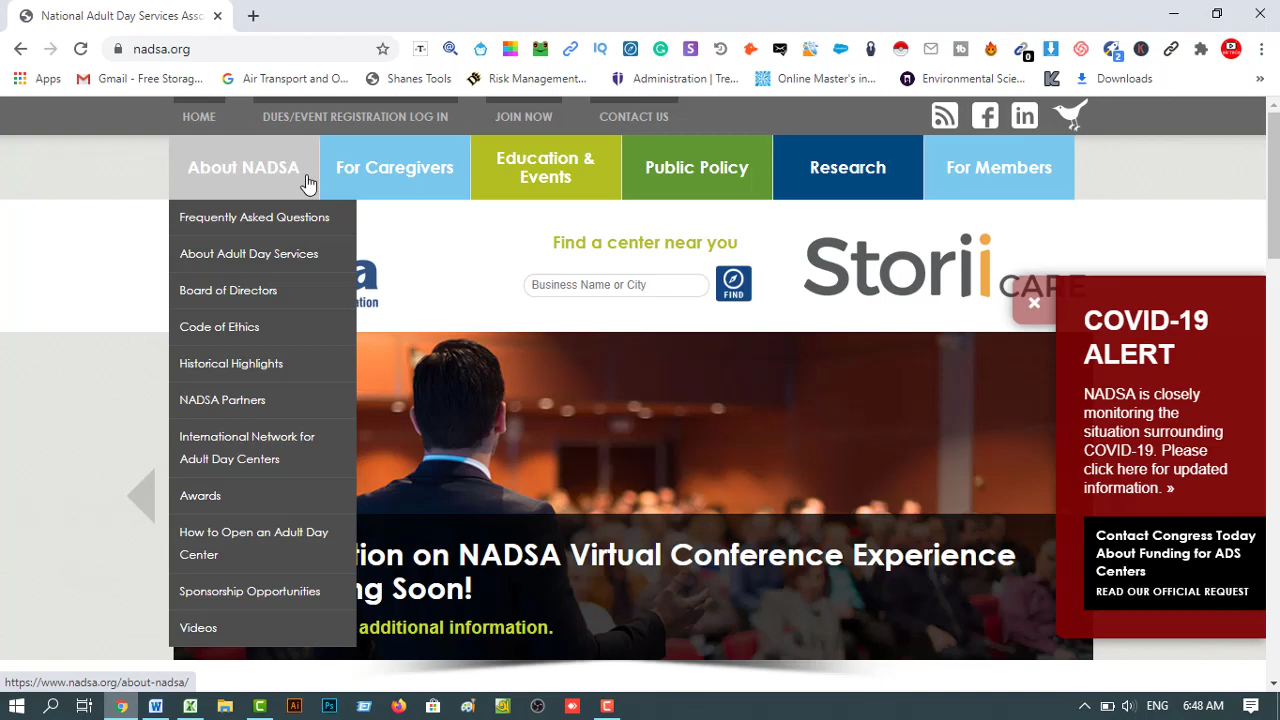 National Adult Day Services Asso
nadsa.org
0
2
Apps
Gmail - Free Storag...
Air Transport and O...
Shanes Tools
Risk Management...
Administration | Tre...
Online Master's in...
Environmental Scie...
Downloads
»
HOME
DUES/EVENT REGISTRATION LOG IN
JOIN NOW
CONTACT US
About NADSA
For Caregivers
Education &
Events
Public Policy
Research
For Members
Frequently Asked Questions
About Adult Day Services
Board of Directors
Code of Ethics
Historical Highlights
NADSA Partners
International Network for
Adult Day Centers
Awards
How to Open an Adult Day
Center
Sponsorship Opportunities
Videos
Find a center near you
Business Name or City
FIND
Storii
CARE
COVID-19
ALERT
NADSA is closely
monitoring the
situation surrounding
COVID-19. Please
click here for updated
information. »
Contact Congress Today
About Funding for ADS
Centers
READ OUR OFFICIAL REQUEST
tion on NADSA Virtual Conference Experience
ng Soon!
additional information.
https://www.nadsa.org/about-nadsa/
ENG
6:48 AM